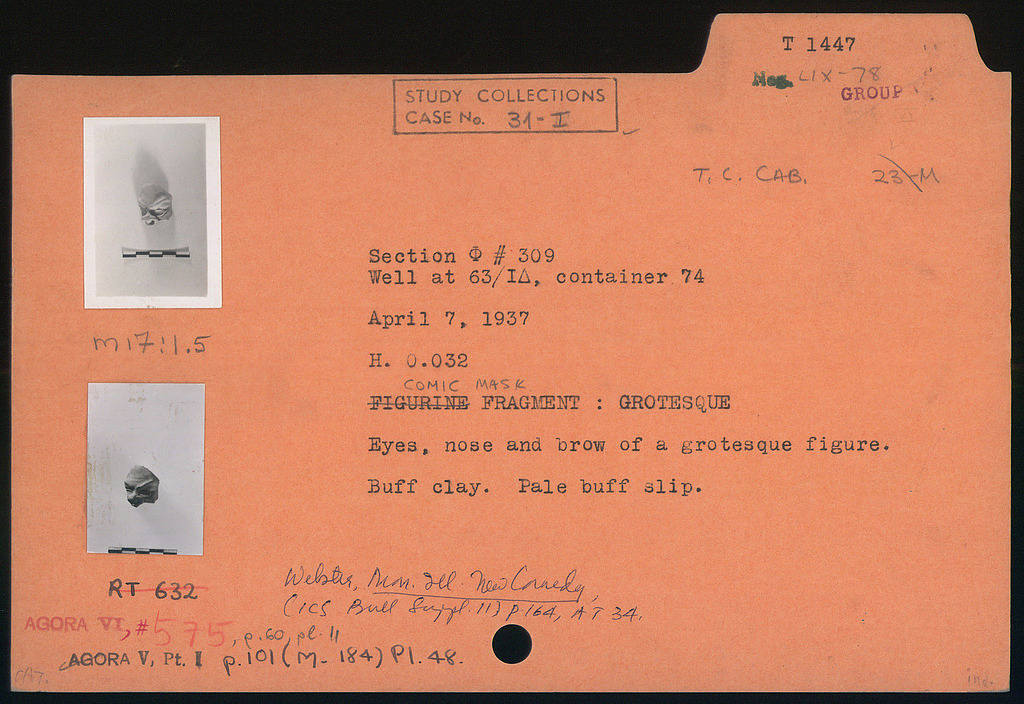 T 1447
Neg. LIX-78
GROUP
STUDY COLLECTIONS
CASE No. 31-I
T. C. CAB. 23-M
Section Φ # 309
Well at 63/ΙΔ, container 74
April 7, 1937
m17:1.5
H. 0.032
COMIC MASK
FIGURINE FRAGMENT : GROTESQUE
Eyes, nose and brow of a grotesque figure.
Buff clay. Pale buff slip.
RT 632
Webster, Mon. Ill. New Comedy,
(ICS Bull Suppl. 11) p. 164, AT 34.
AGORA VI, #575, p. 60, pl. 11
AGORA V, Pt. I p. 101 (M-184) Pl. 48.
CAT.